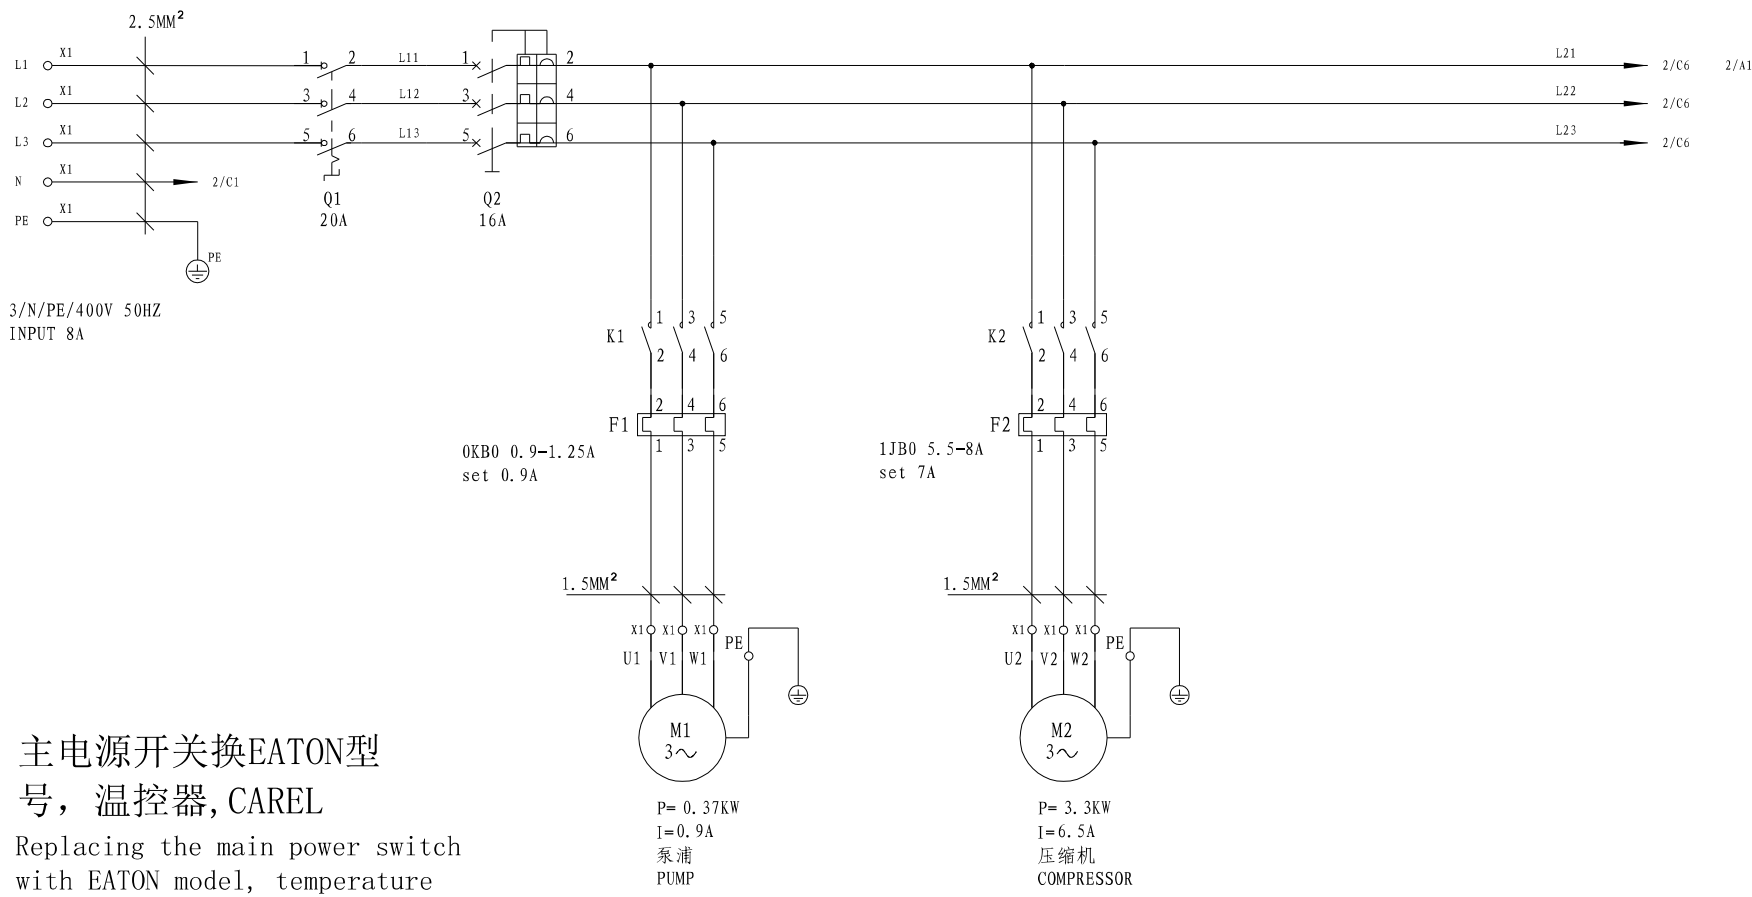 2.5MM²
L1 X1 1 2 L11 1 2 L21 2/C6 2/A1
L2 X1 3 4 L12 3 4 L22 2/C6
L3 X1 5 6 L13 5 6 L23 2/C6
N X1 2/C1
PE X1
Q1 Q2
20A 16A
PE
3/N/PE/400V 50HZ
INPUT 8A
1 3 5 1 3 5
K1 K2
2 4 6 2 4 6
2 4 6 2 4 6
F1 F2
1 3 5 1 3 5
0KB0 0.9-1.25A 1JB0 5.5-8A
set 0.9A set 7A
1.5MM² 1.5MM²
X1 X1 X1 PE X1 X1 X1 PE
U1 V1 W1 U2 V2 W2
M1 M2
3~ 3~
P= 0.37KW P= 3.3KW
I=0.9A I=6.5A
泵浦 压缩机
PUMP COMPRESSOR
主电源开关换EATON型
号，温控器,CAREL
Replacing the main power switch
with EATON model, temperature